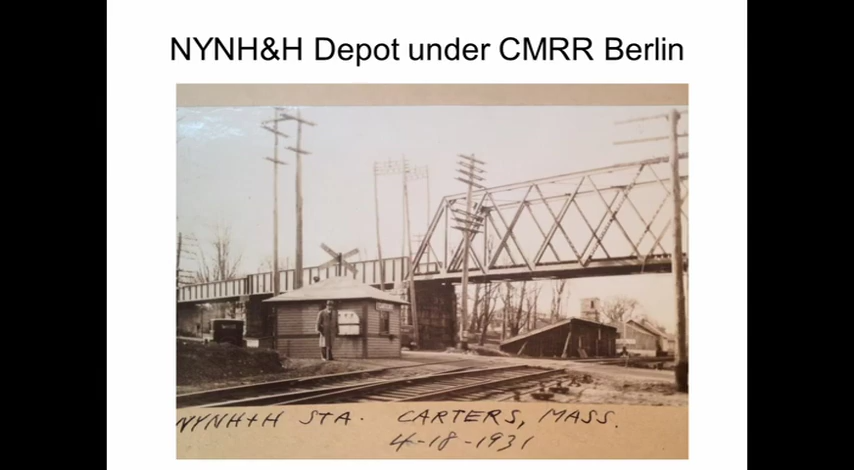 NYNH&H Depot under CMRR Berlin
NYNH+H STA. CARTERS, MASS.
4-18-1931